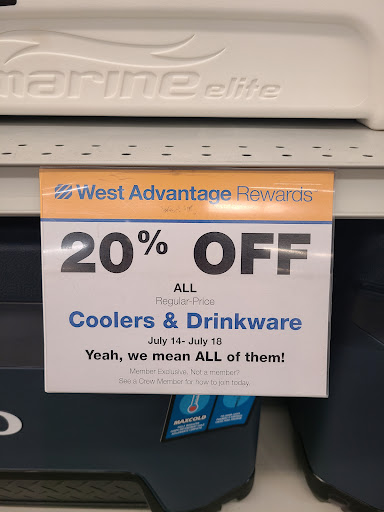 marine elite
West Advantage Rewards
20% OFF
ALL
Regular-Price
Coolers & Drinkware
July 14- July 18
Yeah, we mean ALL of them!
Member Exclusive. Not a member?
See a Crew Member for how to join today.
MAXCOLD